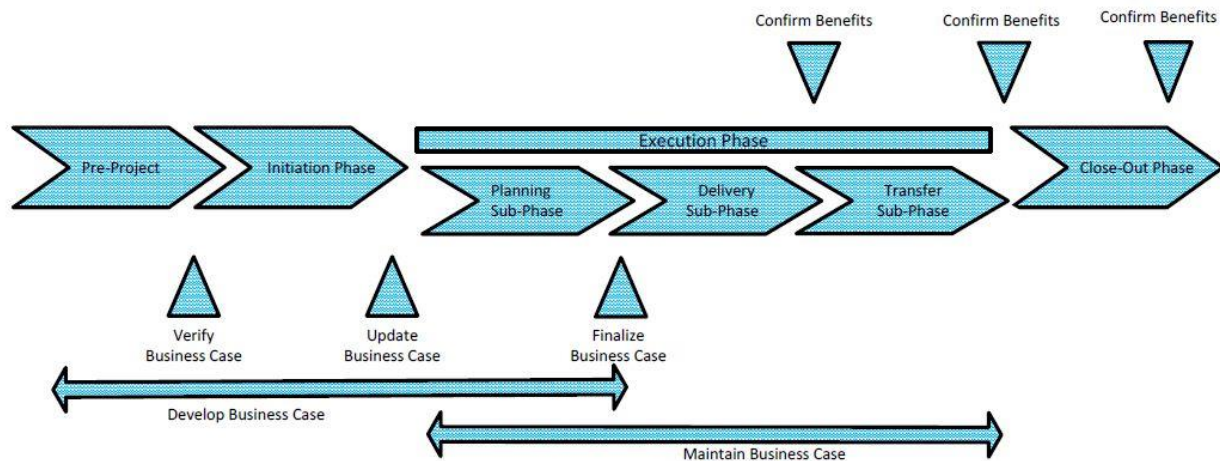 Confirm Benefits
Confirm Benefits
Confirm Benefits
Execution Phase
Pre-Project
Initiation Phase
Planning
Sub-Phase
Delivery
Sub-Phase
Transfer
Sub-Phase
Close-Out Phase
Verify
Business Case
Update
Business Case
Finalize
Business Case
Develop Business Case
Maintain Business Case